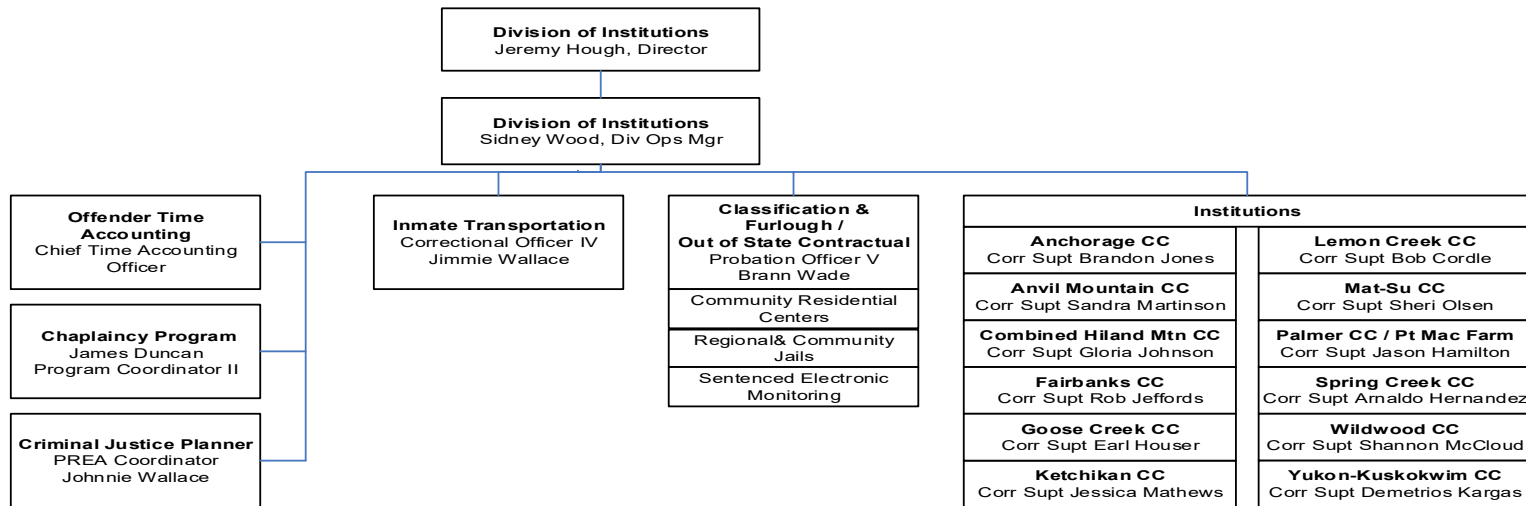 Division of Institutions
Jeremy Hough, Director
Division of Institutions
Sidney Wood, Div Ops Mgr
Offender Time
Accounting
Chief Time Accounting
Officer
Chaplaincy Program
James Duncan
Program Coordinator II
Criminal Justice Planner
PREA Coordinator
Johnnie Wallace
Inmate Transportation
Correctional Officer IV
Jimmie Wallace
Classification &
Furlough /
Out of State Contractual
Probation Officer V
Brann Wade
Community Residential
Centers
Regional& Community
Jails
Sentenced Electronic
Monitoring
Institutions
Anchorage CC
Corr Supt Brandon Jones
Anvil Mountain CC
Corr Supt Sandra Martinson
Combined Hiland Mtn CC
Corr Supt Gloria Johnson
Fairbanks CC
Corr Supt Rob Jeffords
Goose Creek CC
Corr Supt Earl Houser
Ketchikan CC
Corr Supt Jessica Mathews
Lemon Creek CC
Corr Supt Bob Cordle
Mat-Su CC
Corr Supt Sheri Olsen
Palmer CC / Pt Mac Farm
Corr Supt Jason Hamilton
Spring Creek CC
Corr Supt Arnaldo Hernandez
Wildwood CC
Corr Supt Shannon McCloud
Yukon-Kuskokwim CC
Corr Supt Demetrios Kargas